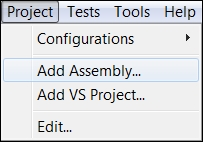 Project Tests Tools Help
Configurations
Add Assembly...
Add VS Project...
Edit...